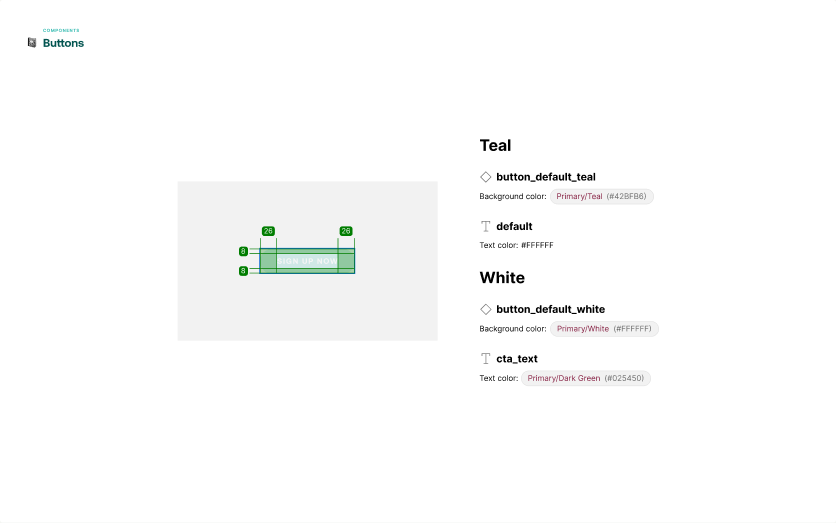 COMPONENTS
Buttons
26
26
8
SIGN UP NOW
8
Teal
button_default_teal
Background color: Primary/Teal (#42BFB6)
default
Text color: #FFFFFF
White
button_default_white
Background color: Primary/White (#FFFFFF)
cta_text
Text color: Primary/Dark Green (#025450)